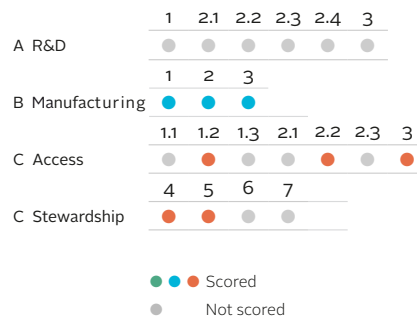 1 2.1 2.2 2.3 2.4 3
A R&D
1 2 3
B Manufacturing
1.1 1.2 1.3 2.1 2.2 2.3 3
C Access
4 5 6 7
C Stewardship
Scored
Not scored